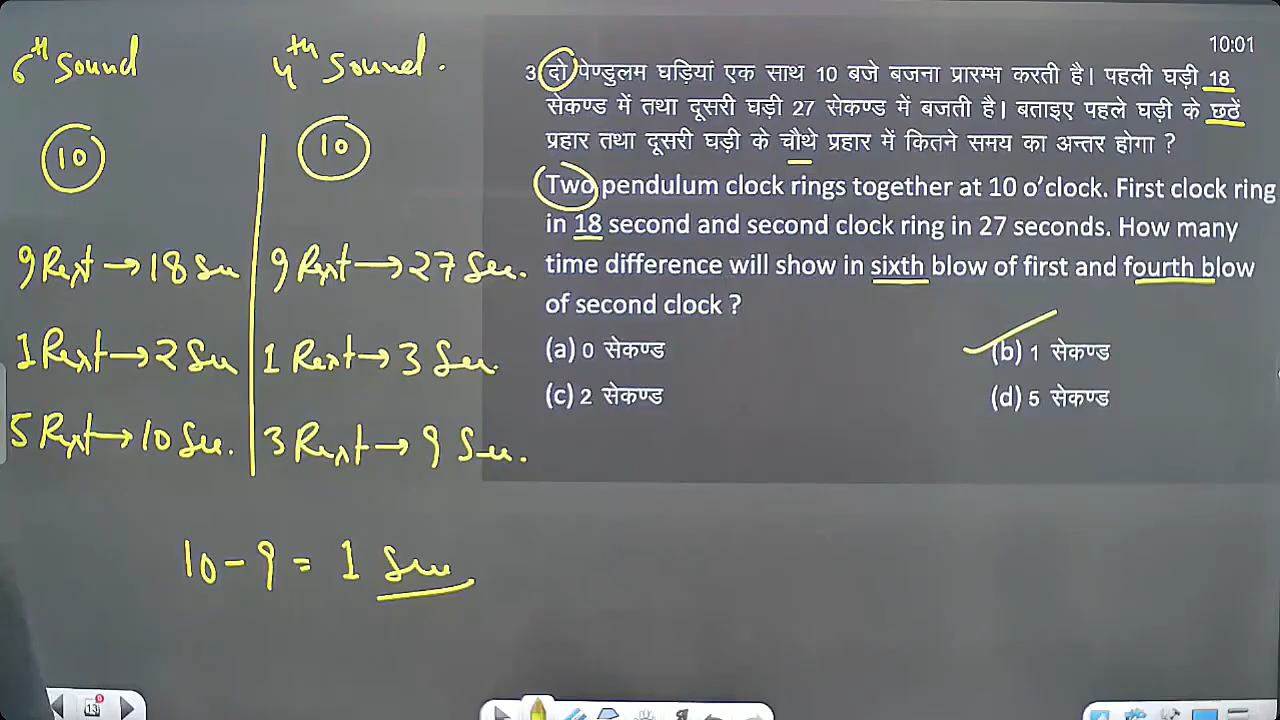 10:01
6th Sound
4th Sound.
10
10
9 Rest → 18 Sec
9 Rest → 27 Sec.
1 Rest → 2 Sec
1 Rest → 3 Sec.
5 Rest → 10 Sec.
3 Rest → 9 Sec.
10 - 9 = 1 Sec
3 दो पेण्डुलम घड़ियां एक साथ 10 बजे बजना प्रारम्भ करती है। पहली घड़ी 18
सेकण्ड में तथा दूसरी घड़ी 27 सेकण्ड में बजती है। बताइए पहले घड़ी के छठें
प्रहार तथा दूसरी घड़ी के चौथे प्रहार में कितने समय का अन्तर होगा ?
Two pendulum clock rings together at 10 o'clock. First clock ring
in 18 second and second clock ring in 27 seconds. How many
time difference will show in sixth blow of first and fourth blow
of second clock ?
(a) 0 सेकण्ड
(b) 1 सेकण्ड
(c) 2 सेकण्ड
(d) 5 सेकण्ड
13